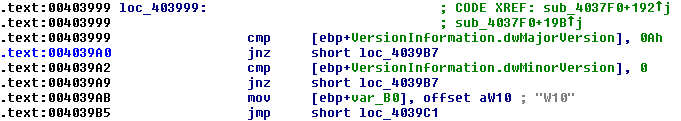 .text:00403999 loc_403999: ; CODE XREF: sub_4037F0+192↑j
.text:00403999 ; sub_4037F0+19B↑j
.text:00403999 cmp [ebp+VersionInformation.dwMajorVersion], 0Ah
.text:004039A0 jnz short loc_4039B7
.text:004039A2 cmp [ebp+VersionInformation.dwMinorVersion], 0
.text:004039A9 jnz short loc_4039B7
.text:004039AB mov [ebp+var_B0], offset aW10 ; "W10"
.text:004039B5 jmp short loc_4039C1